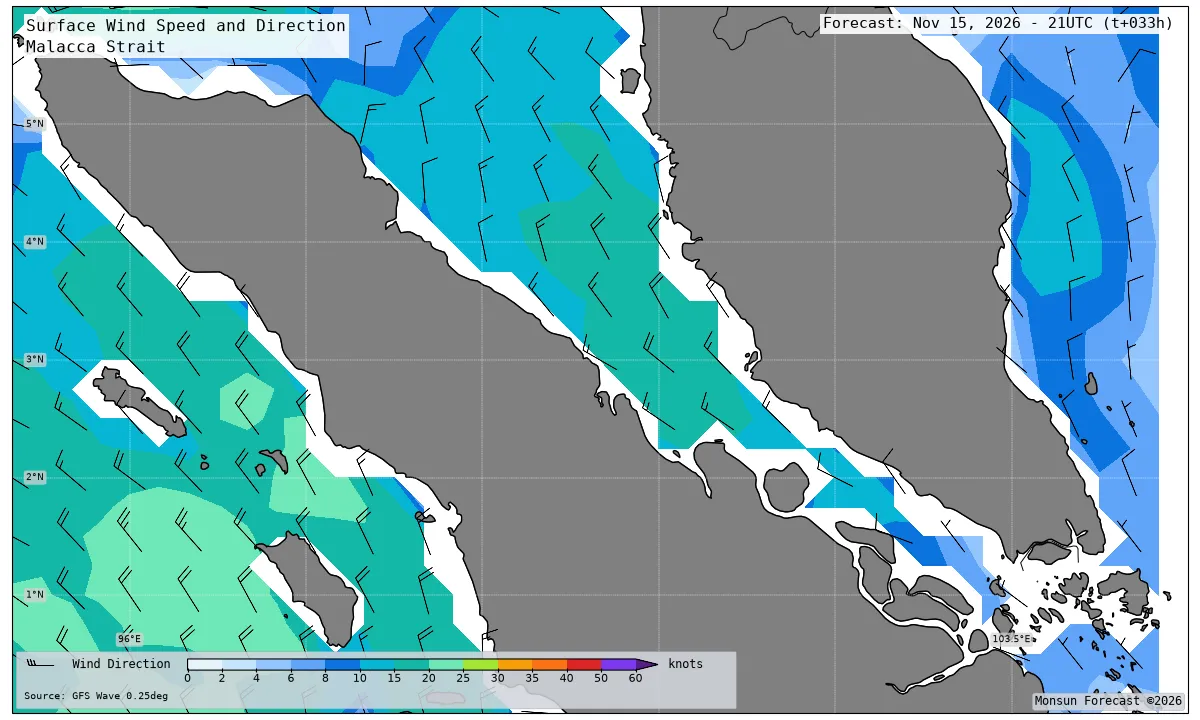 Surface Wind Speed and Direction
Malacca Strait
Forecast: Nov 15, 2026 - 21UTC (t+033h)
5°N
4°N
3°N
2°N
1°N
96°E
103.5°E
Wind Direction
0 2 4 6 8 10 15 20 25 30 35 40 50 60
knots
Source: GFS Wave 0.25deg
Monsun Forecast ©2026